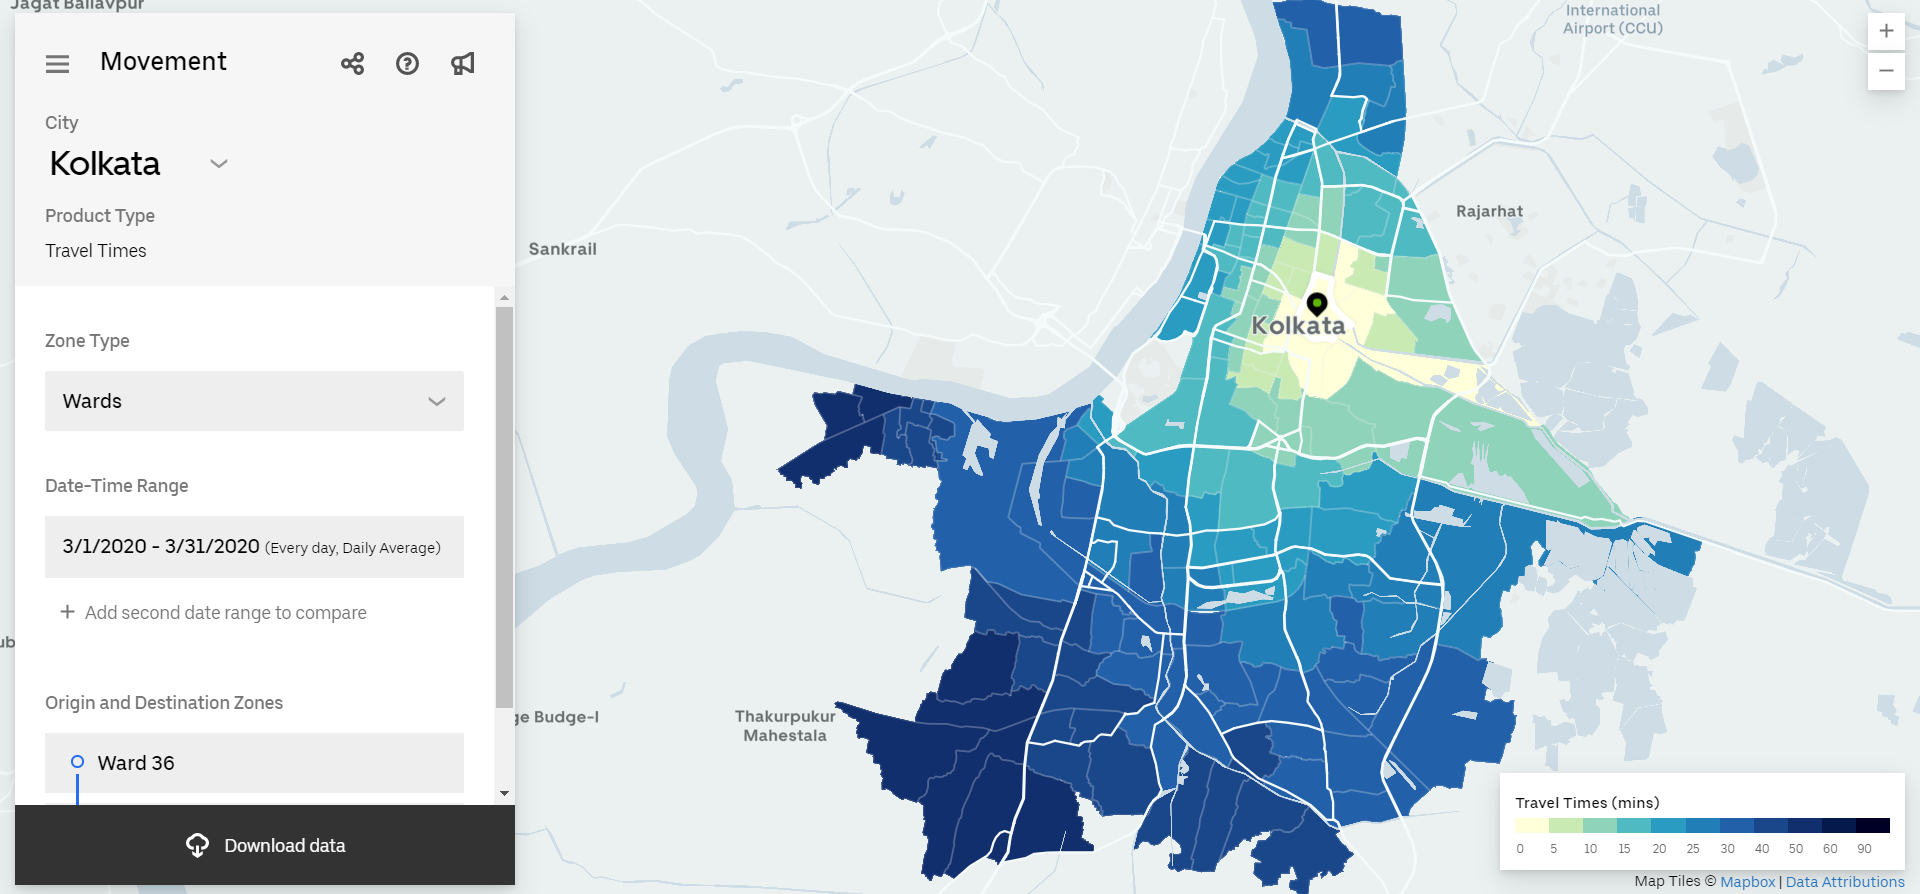 Jagat Ballavpur
Movement
City
Kolkata
Product Type
Travel Times
Zone Type
Wards
Date-Time Range
3/1/2020 - 3/31/2020 (Every day, Daily Average)
+ Add second date range to compare
Origin and Destination Zones
Ward 36
Download data
Sankrail
ub
ge Budge-I
Thakurpukur
Mahestala
Kolkata
Rajarhat
International
Airport (CCU)
+
−
Travel Times (mins)
0 5 10 15 20 25 30 40 50 60 90
Map Tiles © Mapbox | Data Attributions